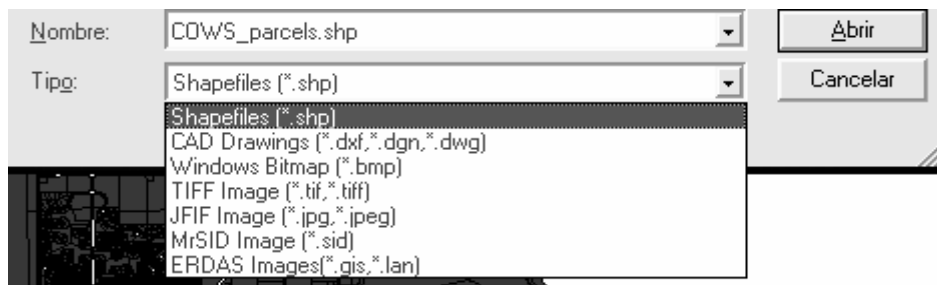 Nombre: COWS_parcels.shp Abrir
Tipo: Shapefiles (*.shp) Cancelar
Shapefiles (*.shp)
CAD Drawings (*.dxf,*.dgn,*.dwg)
Windows Bitmap (*.bmp)
TIFF Image (*.tif,*.tiff)
JFIF Image (*.jpg,*.jpeg)
MrSID Image (*.sid)
ERDAS Images(*.gis,*.lan)